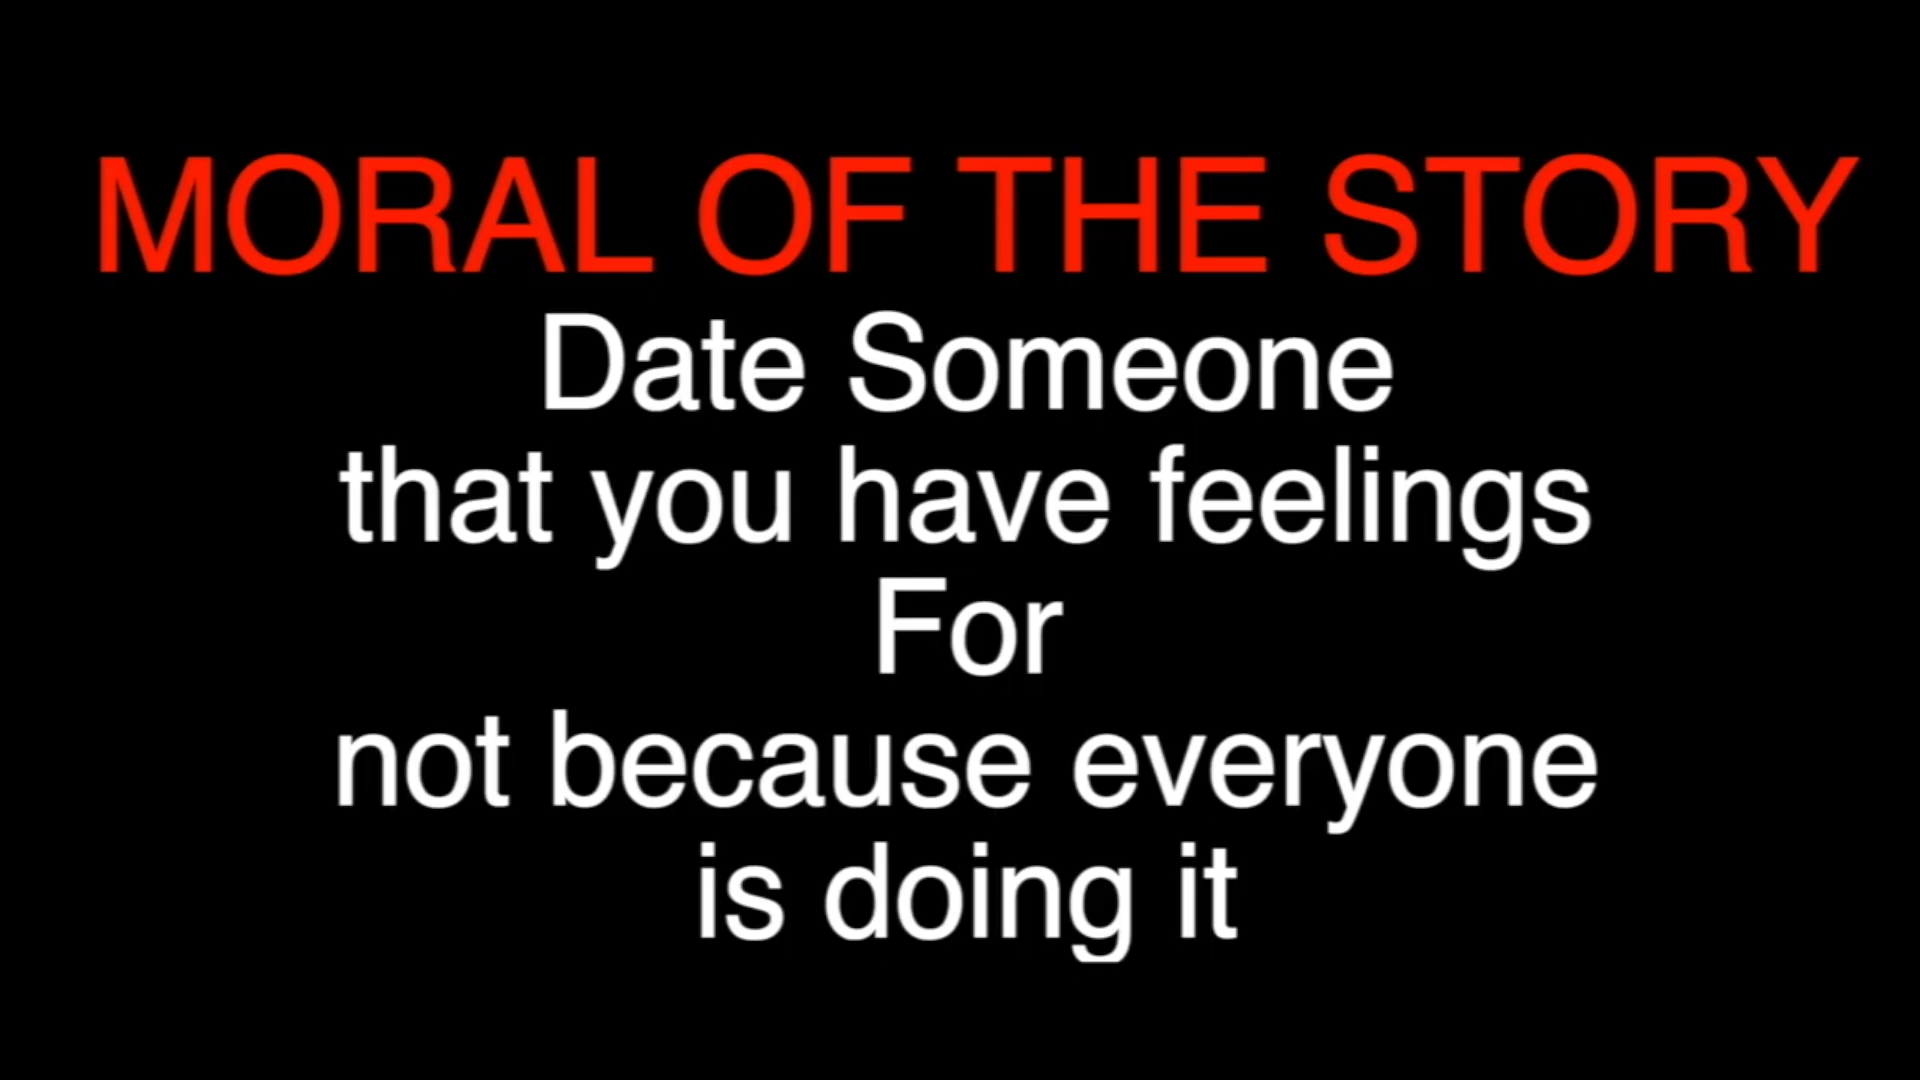 MORAL OF THE STORY
Date Someone
that you have feelings
For
not because everyone
is doing it